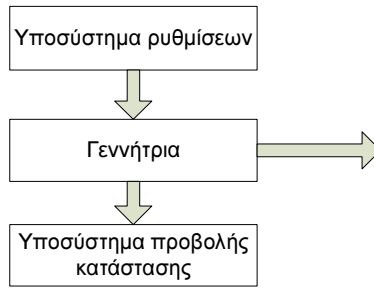 Υποσύστημα ρυθμίσεων
Γεννήτρια
Υποσύστημα προβολής
κατάστασης